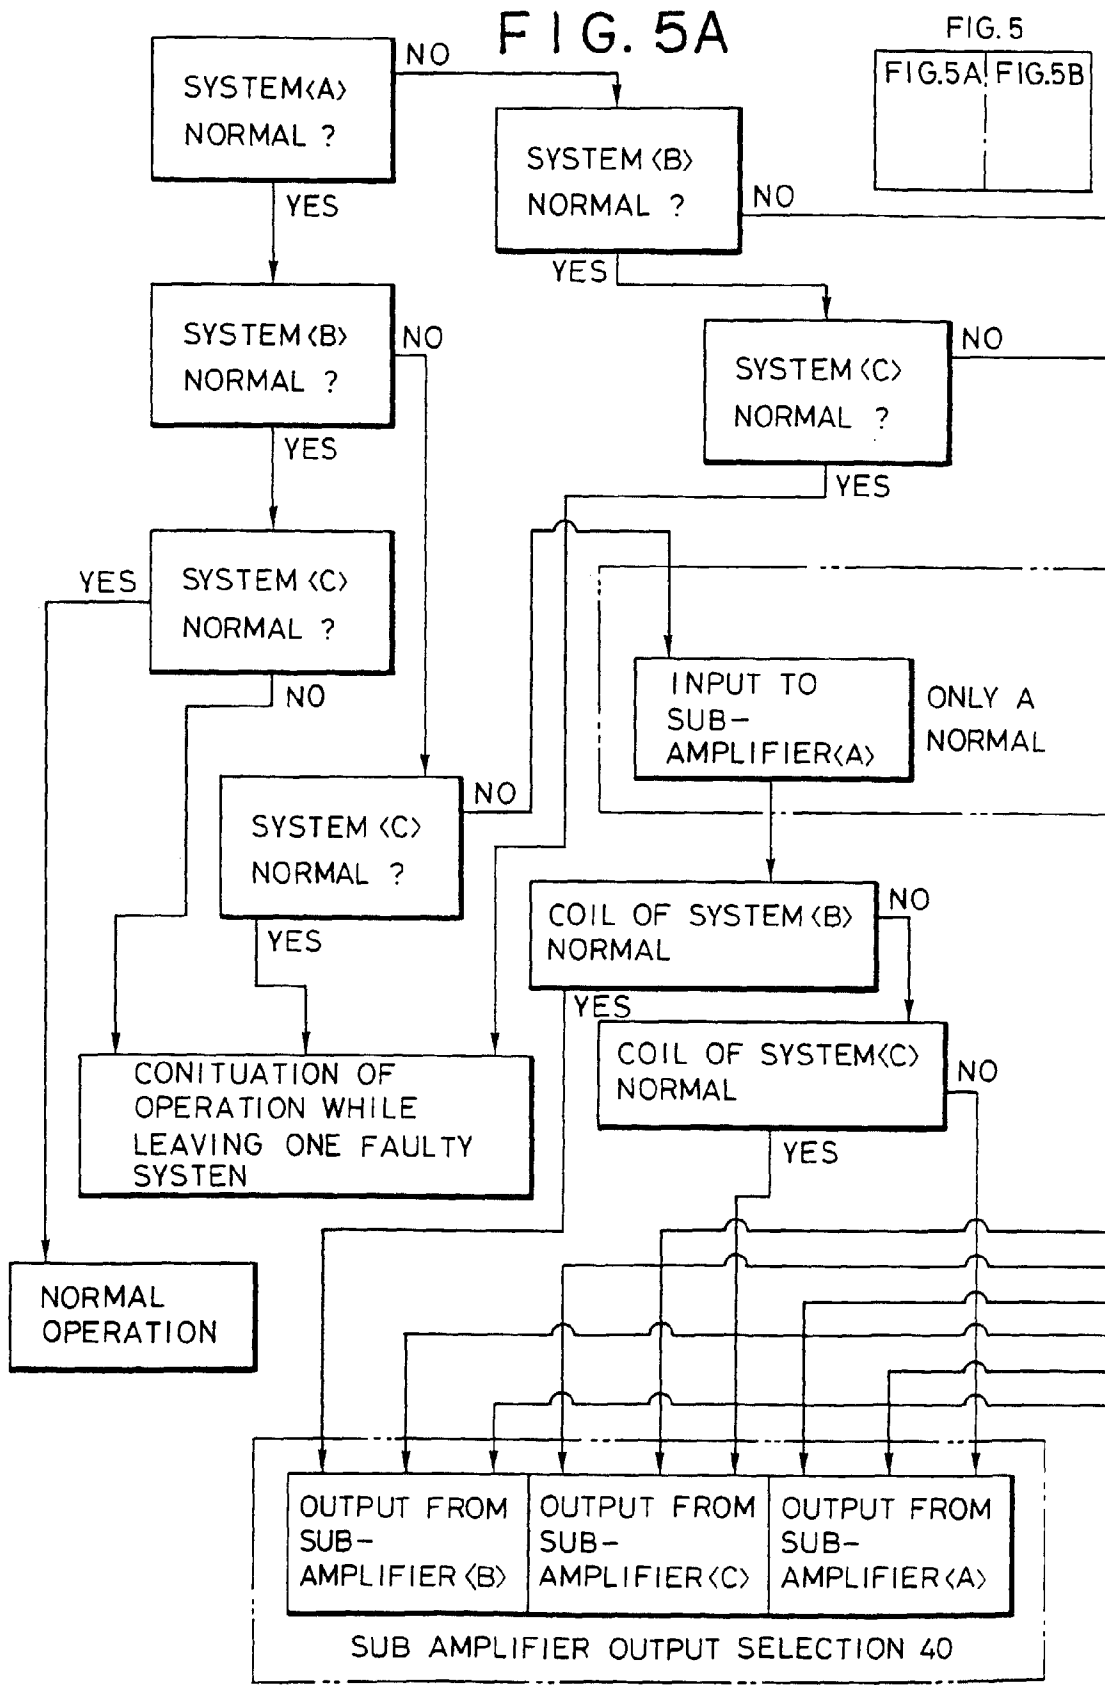 FIG. 5A
FIG. 5
FIG.5A FIG.5B
SYSTEM<A>
NORMAL ?
NO
YES
SYSTEM<B>
NORMAL ?
NO
YES
SYSTEM<B>
NORMAL ?
NO
YES
SYSTEM<C>
NORMAL ?
NO
YES
SYSTEM<C>
NORMAL ?
YES
NO
INPUT TO
SUB-
AMPLIFIER<A>
ONLY A
NORMAL
SYSTEM<C>
NORMAL ?
NO
YES
COIL OF SYSTEM<B>
NORMAL
NO
YES
COIL OF SYSTEM<C>
NORMAL
NO
YES
CONITUATION OF
OPERATION WHILE
LEAVING ONE FAULTY
SYSTEN
NORMAL
OPERATION
OUTPUT FROM
SUB-
AMPLIFIER<B>
OUTPUT FROM
SUB-
AMPLIFIER<C>
OUTPUT FROM
SUB-
AMPLIFIER<A>
SUB AMPLIFIER OUTPUT SELECTION 40